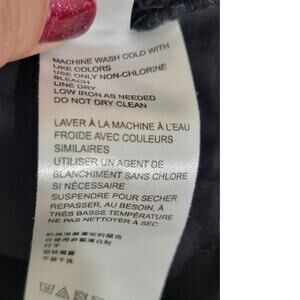 MACHINE WASH COLD WITH
LIKE COLORS
USE ONLY NON-CHLORINE
BLEACH
LINE DRY
LOW IRON AS NEEDED
DO NOT DRY CLEAN
LAVER À LA MACHINE À L'EAU
FROIDE AVEC COULEURS
SIMILAIRES
UTILISER UN AGENT DE
BLANCHIMENT SANS CHLORE
SI NÉCESSAIRE
SUSPENDRE POUR SECHER
REPASSER, AU BESOIN, À
TRÈS BASSE TEMPÉRATURE
NE PAS NETTOYER À SEC